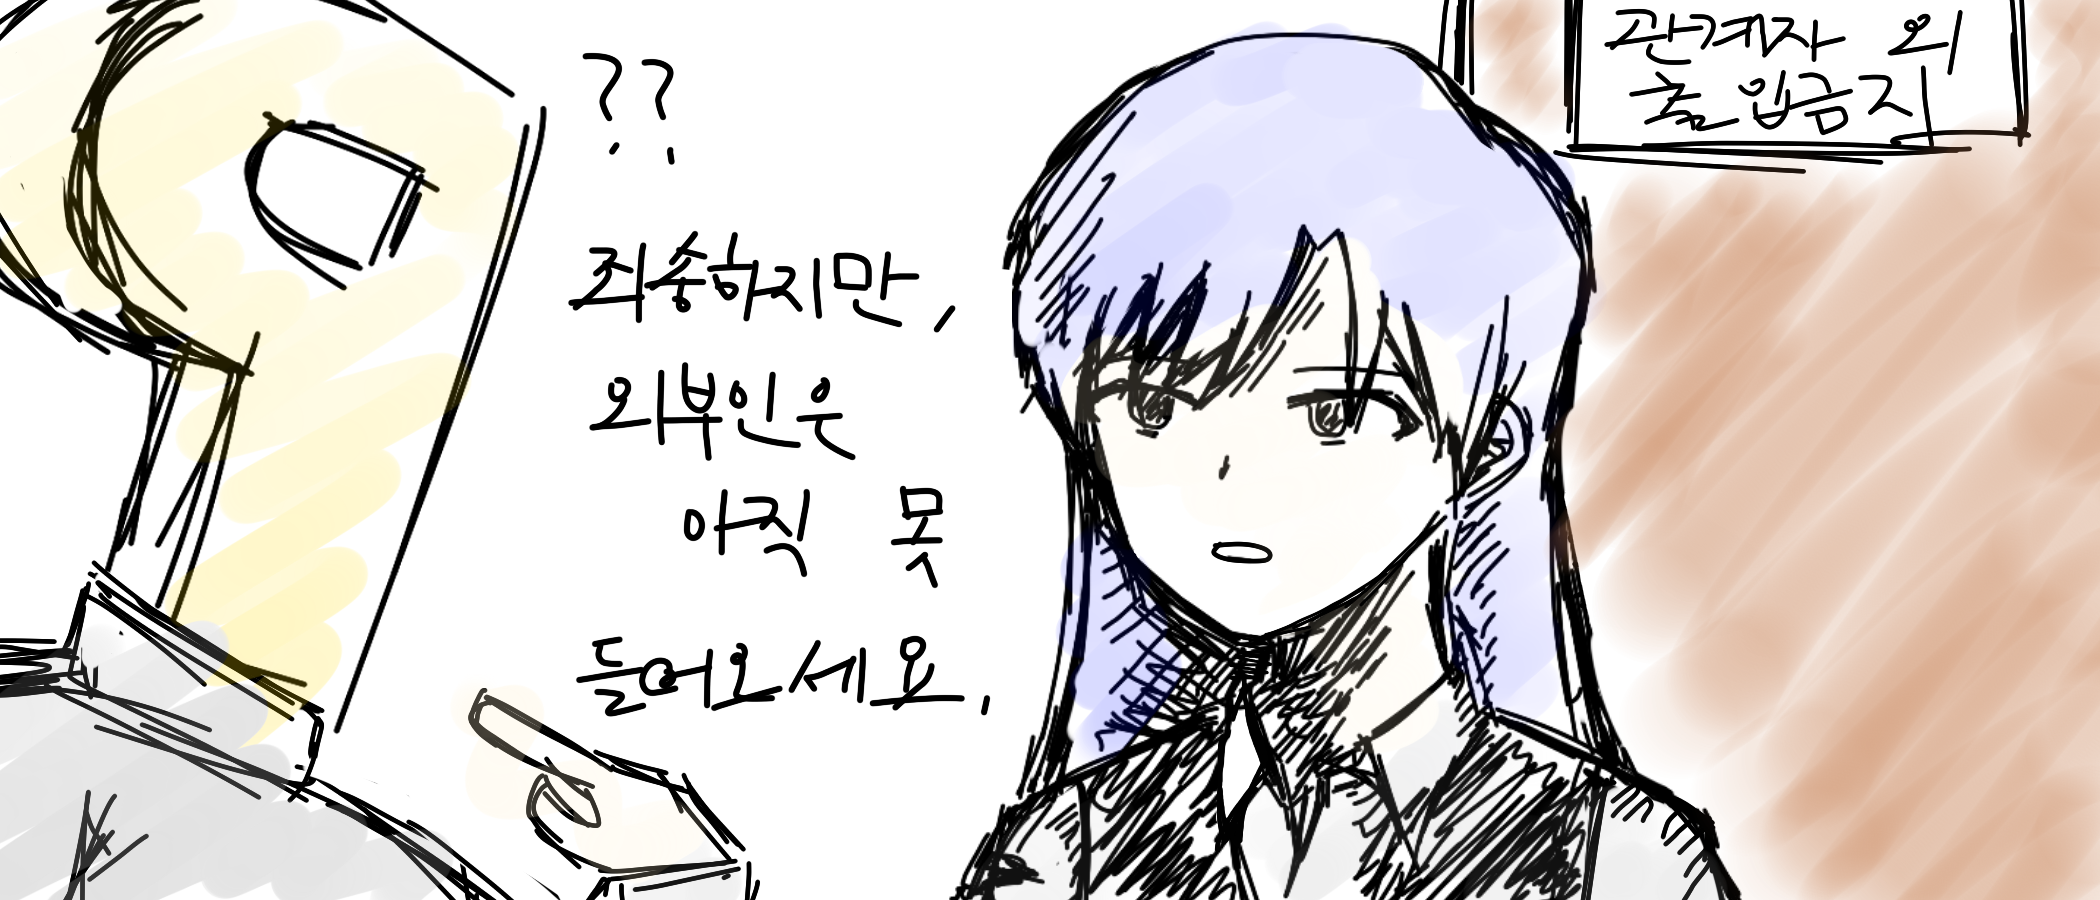 ??
죄송하지만,
외부인은
아직 못
들어오세요.
관계자 외
출입금지